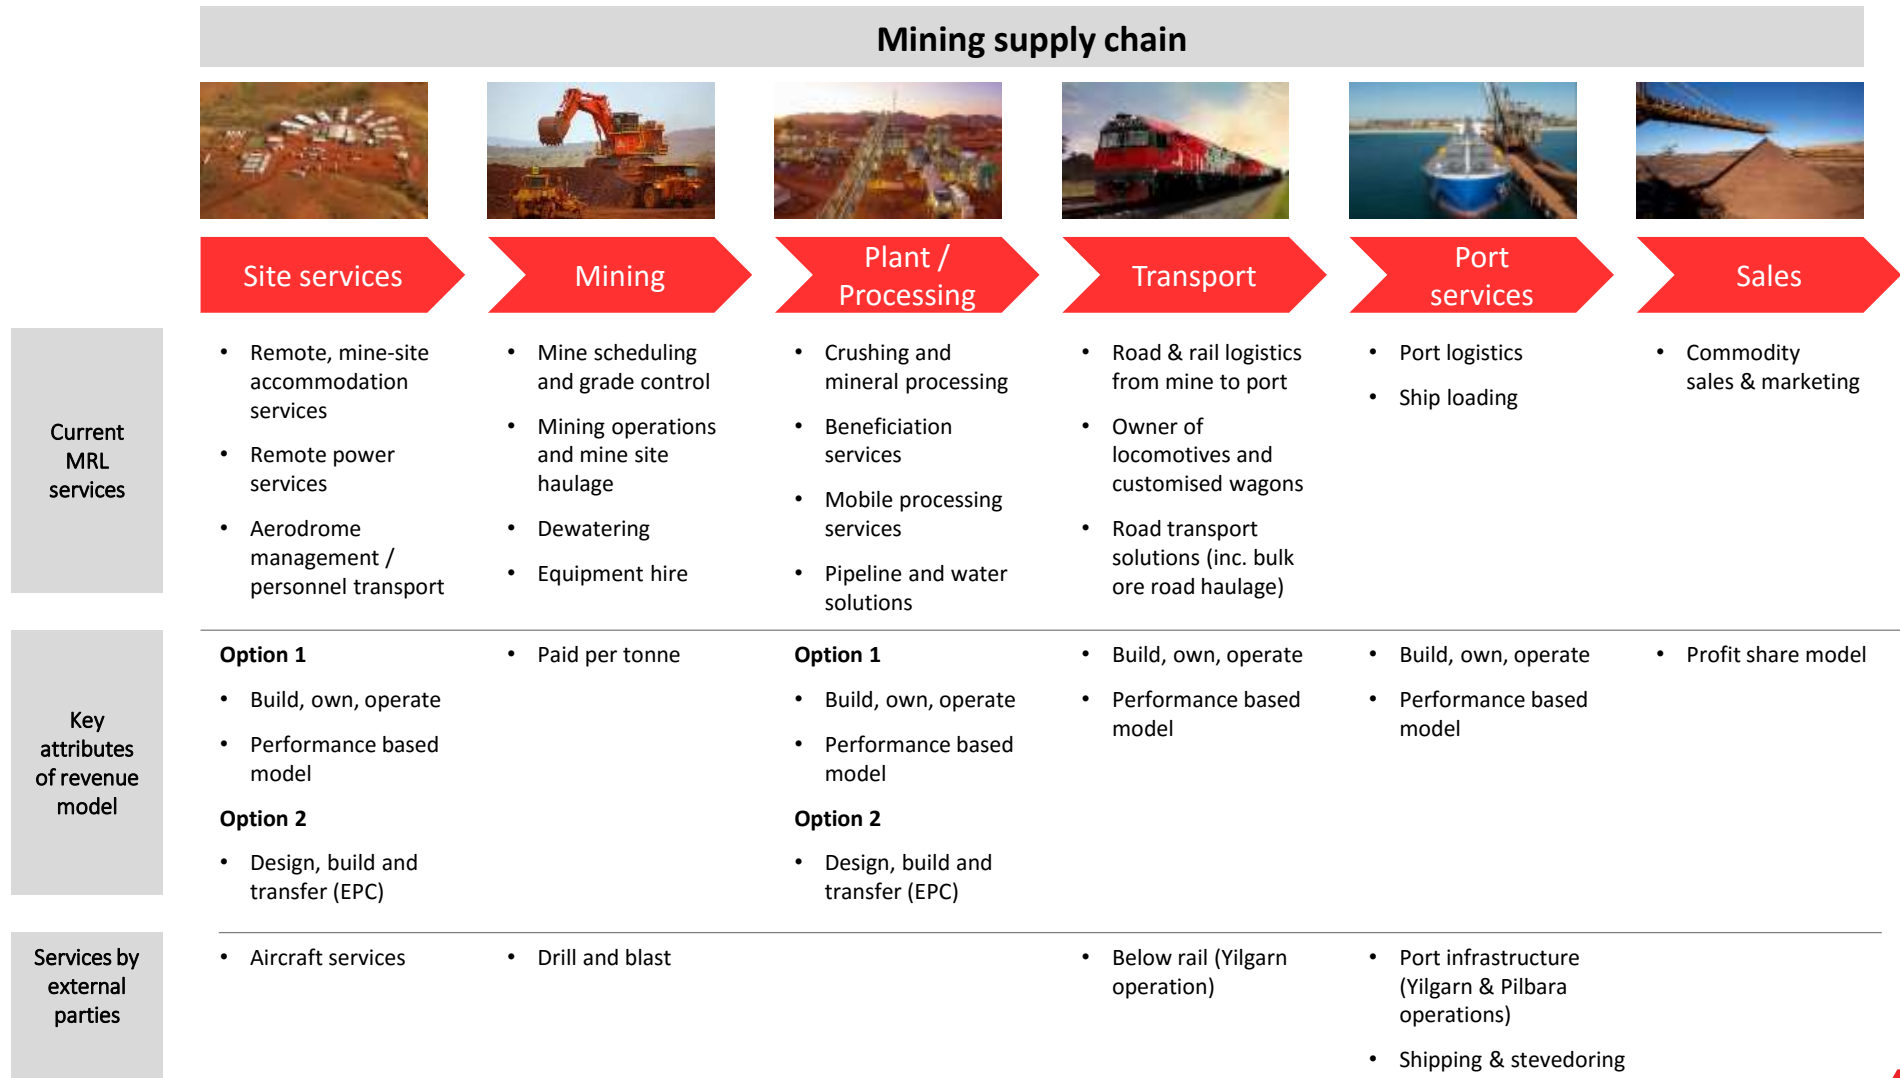 Mining supply chain
Site services
Mining
Plant /
Processing
Transport
Port
services
Sales
Current
MRL
services
• Remote, mine-site
accommodation
services
• Remote power
services
• Aerodrome
management /
personnel transport
• Mine scheduling
and grade control
• Mining operations
and mine site
haulage
• Dewatering
• Equipment hire
• Crushing and
mineral processing
• Beneficiation
services
• Mobile processing
services
• Pipeline and water
solutions
• Road & rail logistics
from mine to port
• Owner of
locomotives and
customised wagons
• Road transport
solutions (inc. bulk
ore road haulage)
• Port logistics
• Ship loading
• Commodity
sales & marketing
Key
attributes
of revenue
model
Option 1
• Build, own, operate
• Performance based
model
Option 2
• Design, build and
transfer (EPC)
• Paid per tonne
Option 1
• Build, own, operate
• Performance based
model
Option 2
• Design, build and
transfer (EPC)
• Build, own, operate
• Performance based
model
• Build, own, operate
• Performance based
model
• Profit share model
Services by
external
parties
• Aircraft services
• Drill and blast
• Below rail (Yilgarn
operation)
• Port infrastructure
(Yilgarn & Pilbara
operations)
• Shipping & stevedoring